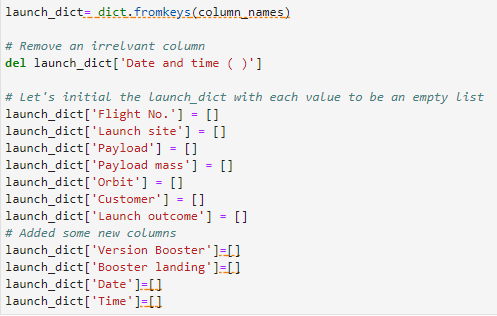 launch_dict= dict.fromkeys(column_names)
# Remove an irrelvant column
del launch_dict['Date and time ( )']
# Let's initial the launch_dict with each value to be an empty list
launch_dict['Flight No.'] = []
launch_dict['Launch site'] = []
launch_dict['Payload'] = []
launch_dict['Payload mass'] = []
launch_dict['Orbit'] = []
launch_dict['Customer'] = []
launch_dict['Launch outcome'] = []
# Added some new columns
launch_dict['Version Booster']=[]
launch_dict['Booster landing']=[]
launch_dict['Date']=[]
launch_dict['Time']=[]